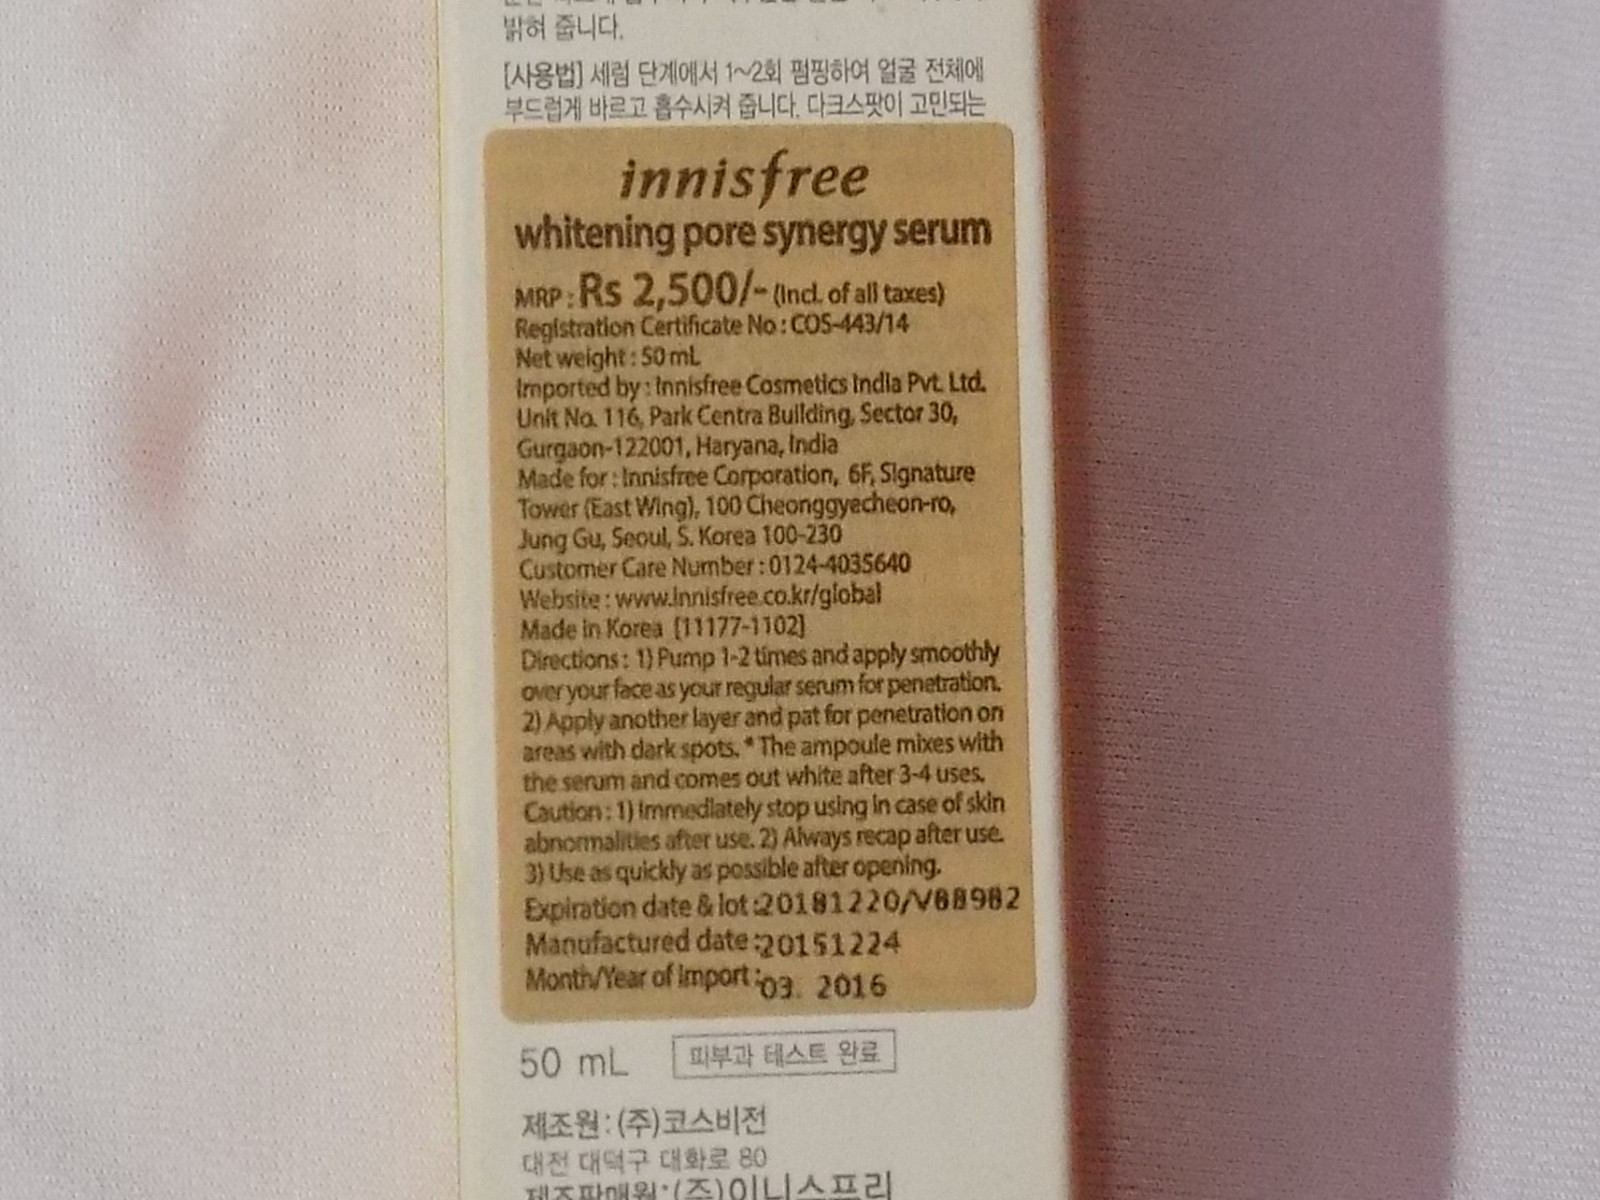 밝혀 줍니다.
[사용법] 세럼 단계에서 1~2회 펌핑하여 얼굴 전체에
부드럽게 바르고 흡수시켜 줍니다. 다크스팟이 고민되는
innisfree
whitening pore synergy serum
MRP : Rs 2,500/- (Incl. of all taxes)
Registration Certificate No : COS-443/14
Net weight : 50 mL
Imported by : Innisfree Cosmetics India Pvt. Ltd.
Unit No. 116, Park Centra Building, Sector 30,
Gurgaon-122001, Haryana, India
Made for : Innisfree Corporation, 6F, Signature
Tower (East Wing), 100 Cheonggyecheon-ro,
Jung Gu, Seoul, S. Korea 100-230
Customer Care Number : 0124-4035640
Website : www.innisfree.co.kr/global
Made in Korea [11177-1102]
Directions : 1) Pump 1-2 times and apply smoothly
over your face as your regular serum for penetration.
2) Apply another layer and pat for penetration on
areas with dark spots. * The ampoule mixes with
the serum and comes out white after 3-4 uses.
Caution : 1) Immediately stop using in case of skin
abnormalities after use. 2) Always recap after use.
3) Use as quickly as possible after opening.
Expiration date & lot :20181220/V88982
Manufactured date :20151224
Month/Year of Import : 03. 2016
50 mL 피부과 테스트 완료
제조원 : (주)코스비전
대전 대덕구 대화로 80
제조판매원 : (주)이니스프리